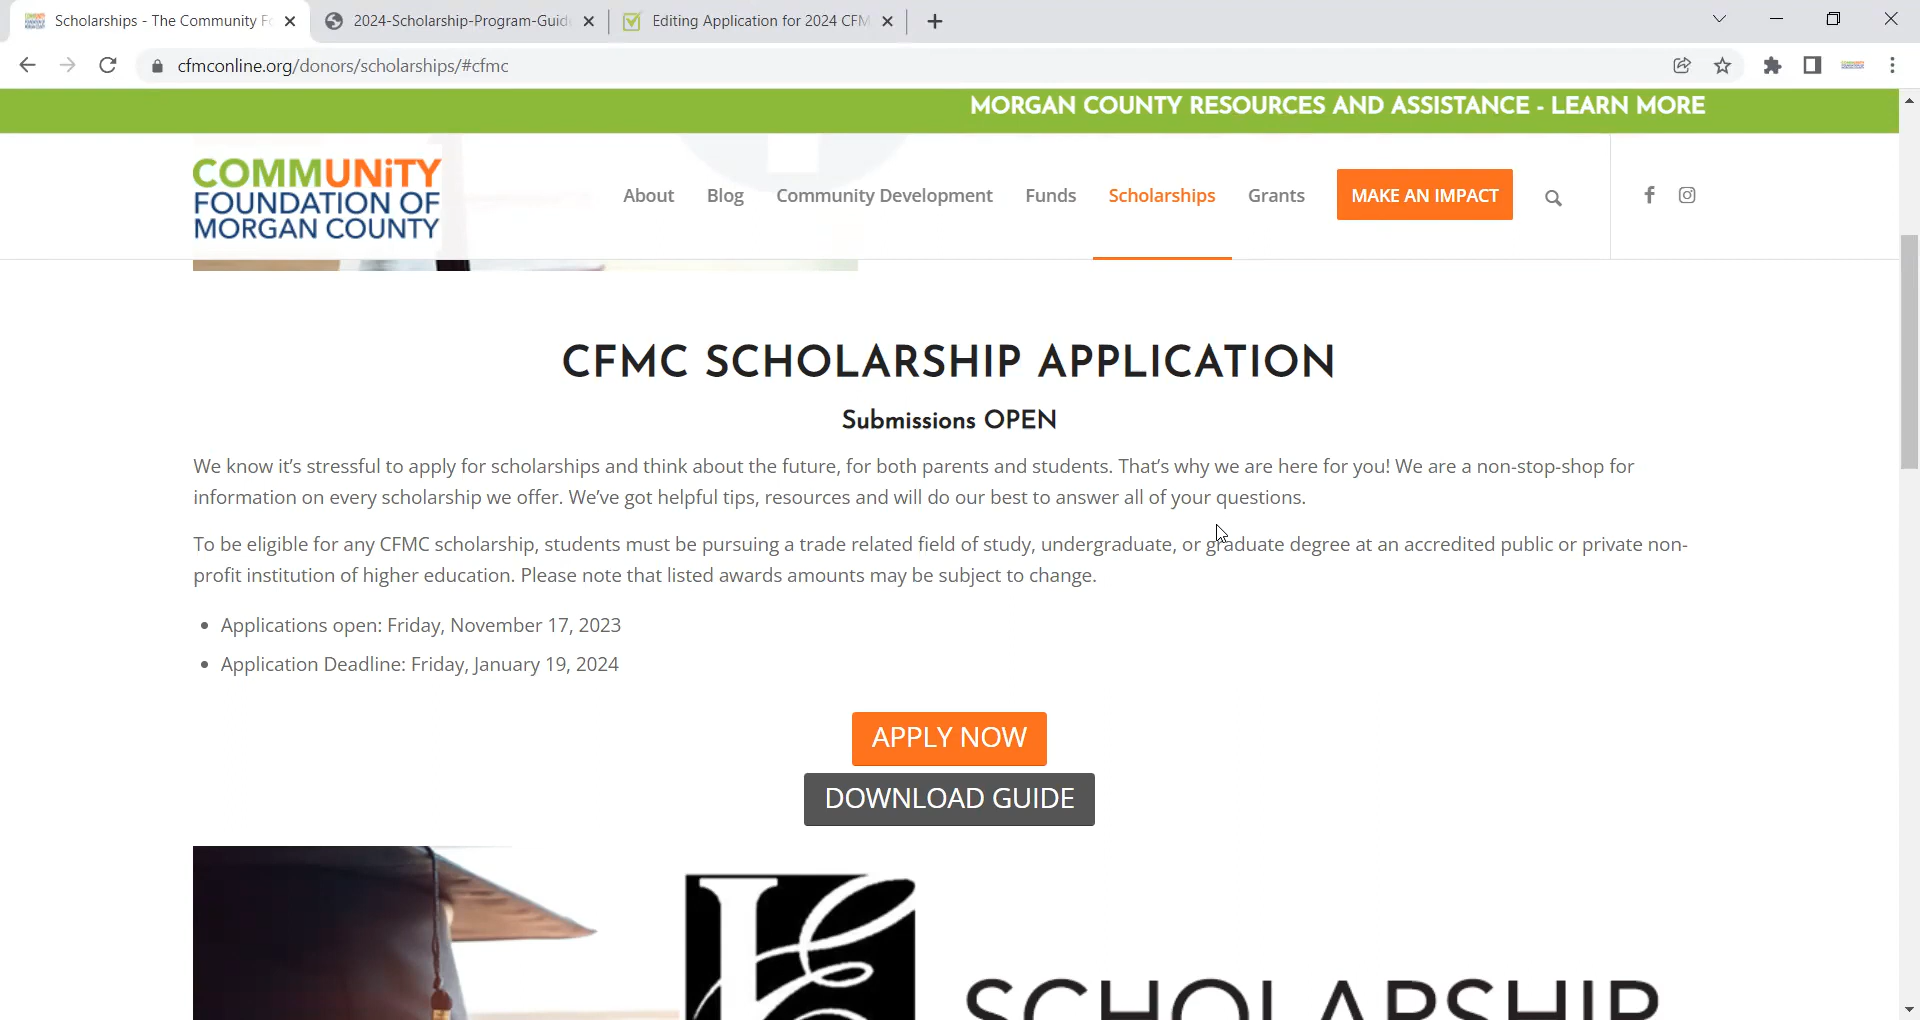 Scholarships - The Community Fo
2024-Scholarship-Program-Guide
Editing Application for 2024 CFM
cfmconline.org/donors/scholarships/#cfmc
MORGAN COUNTY RESOURCES AND ASSISTANCE - LEARN MORE
COMMUNiTY
FOUNDATION OF
MORGAN COUNTY
About
Blog
Community Development
Funds
Scholarships
Grants
MAKE AN IMPACT
CFMC SCHOLARSHIP APPLICATION
Submissions OPEN
We know it’s stressful to apply for scholarships and think about the future, for both parents and students. That’s why we are here for you! We are a non-stop-shop for
information on every scholarship we offer. We’ve got helpful tips, resources and will do our best to answer all of your questions.
To be eligible for any CFMC scholarship, students must be pursuing a trade related field of study, undergraduate, or graduate degree at an accredited public or private non-
profit institution of higher education. Please note that listed awards amounts may be subject to change.
• Applications open: Friday, November 17, 2023
• Application Deadline: Friday, January 19, 2024
APPLY NOW
DOWNLOAD GUIDE
SCHOLARSHIP